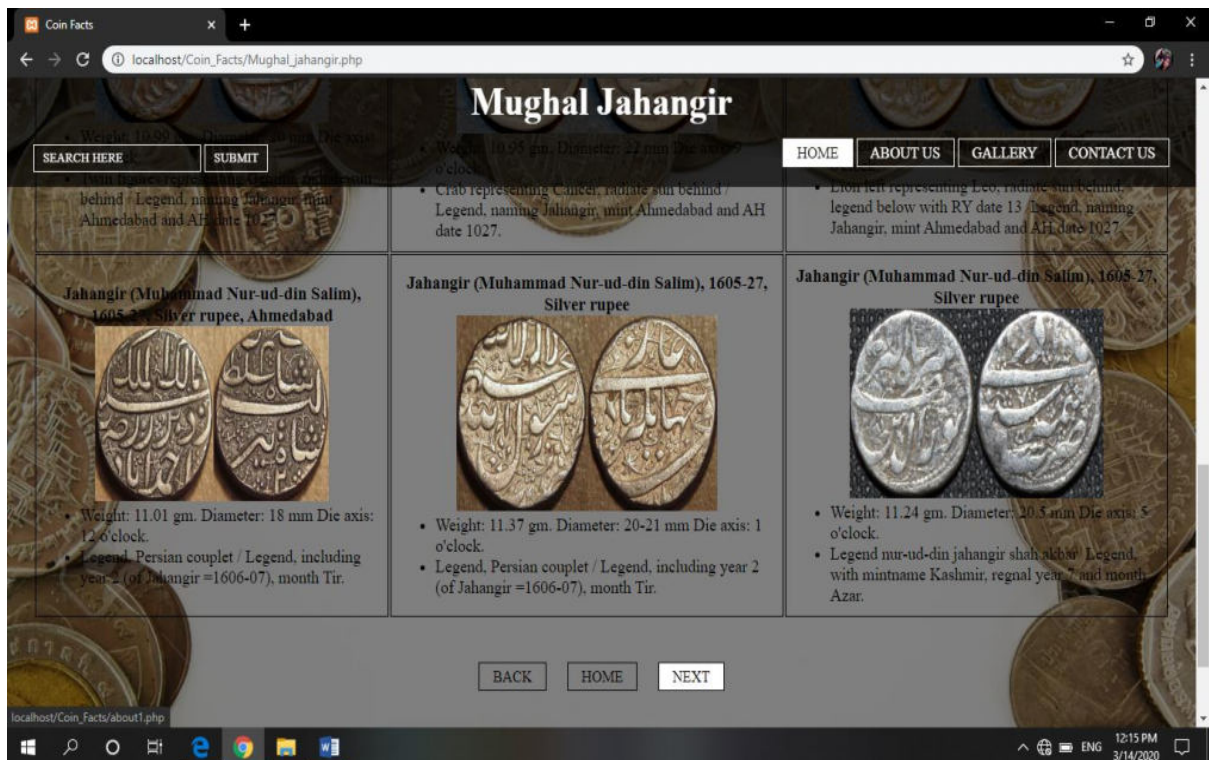 Coin Facts
localhost/Coin_Facts/Mughal_jahangir.php
Mughal Jahangir
SEARCH HERE
SUBMIT
HOME
ABOUT US
GALLERY
CONTACT US
Weight: 10.99 gm. Diameter: 20 mm Die axis:
behind / Legend, naming Jahangir, mint
Ahmedabad and AH date
Weight: 10.95 gm. Diameter: 22 mm Die axis: 9
o'clock.
Crab representing Cancer, radiate sun behind /
Legend, naming Jahangir, mint Ahmedabad and AH
date 1027.
Lion left representing Leo, radiate sun behind,
legend below with RY date 13 / Legend, naming
Jahangir, mint Ahmedabad and AH date 1027
Jahangir (Muhammad Nur-ud-din Salim),
1605-27, Silver rupee, Ahmedabad
Weight: 11.01 gm. Diameter: 18 mm Die axis:
12 o'clock.
Legend, Persian couplet / Legend, including
year 2 (of Jahangir =1606-07), month Tir.
Jahangir (Muhammad Nur-ud-din Salim), 1605-27,
Silver rupee
Weight: 11.37 gm. Diameter: 20-21 mm Die axis: 1
o'clock.
Legend, Persian couplet / Legend, including year 2
(of Jahangir =1606-07), month Tir.
Jahangir (Muhammad Nur-ud-din Salim), 1605-27,
Silver rupee
Weight: 11.24 gm. Diameter: 20.5 mm Die axis: 5
o'clock.
Legend nur-ud-din jahangir shah akbar/ Legend,
with mintname Kashmir, regnal year 7 and month
Azar.
BACK
HOME
NEXT
localhost/Coin_Facts/about1.php
ENG
12:15 PM
3/14/2020